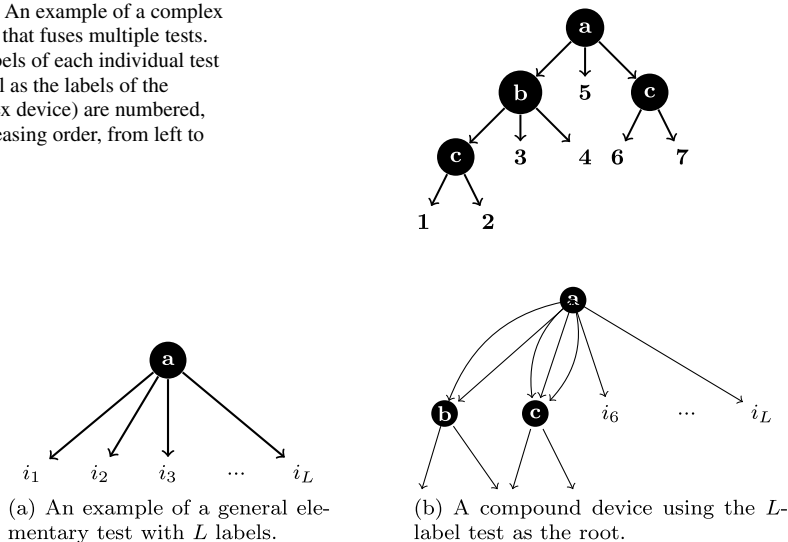 An example of a complex
that fuses multiple tests.
bels of each individual test
l as the labels of the
x device) are numbered,
easing order, from left to
a
b 5 c
c 3 4 6 7
1 2
a
i1 i2 i3 ... iL
(a) An example of a general ele-
mentary test with L labels.
a
b c i6 ... iL
(b) A compound device using the L-
label test as the root.